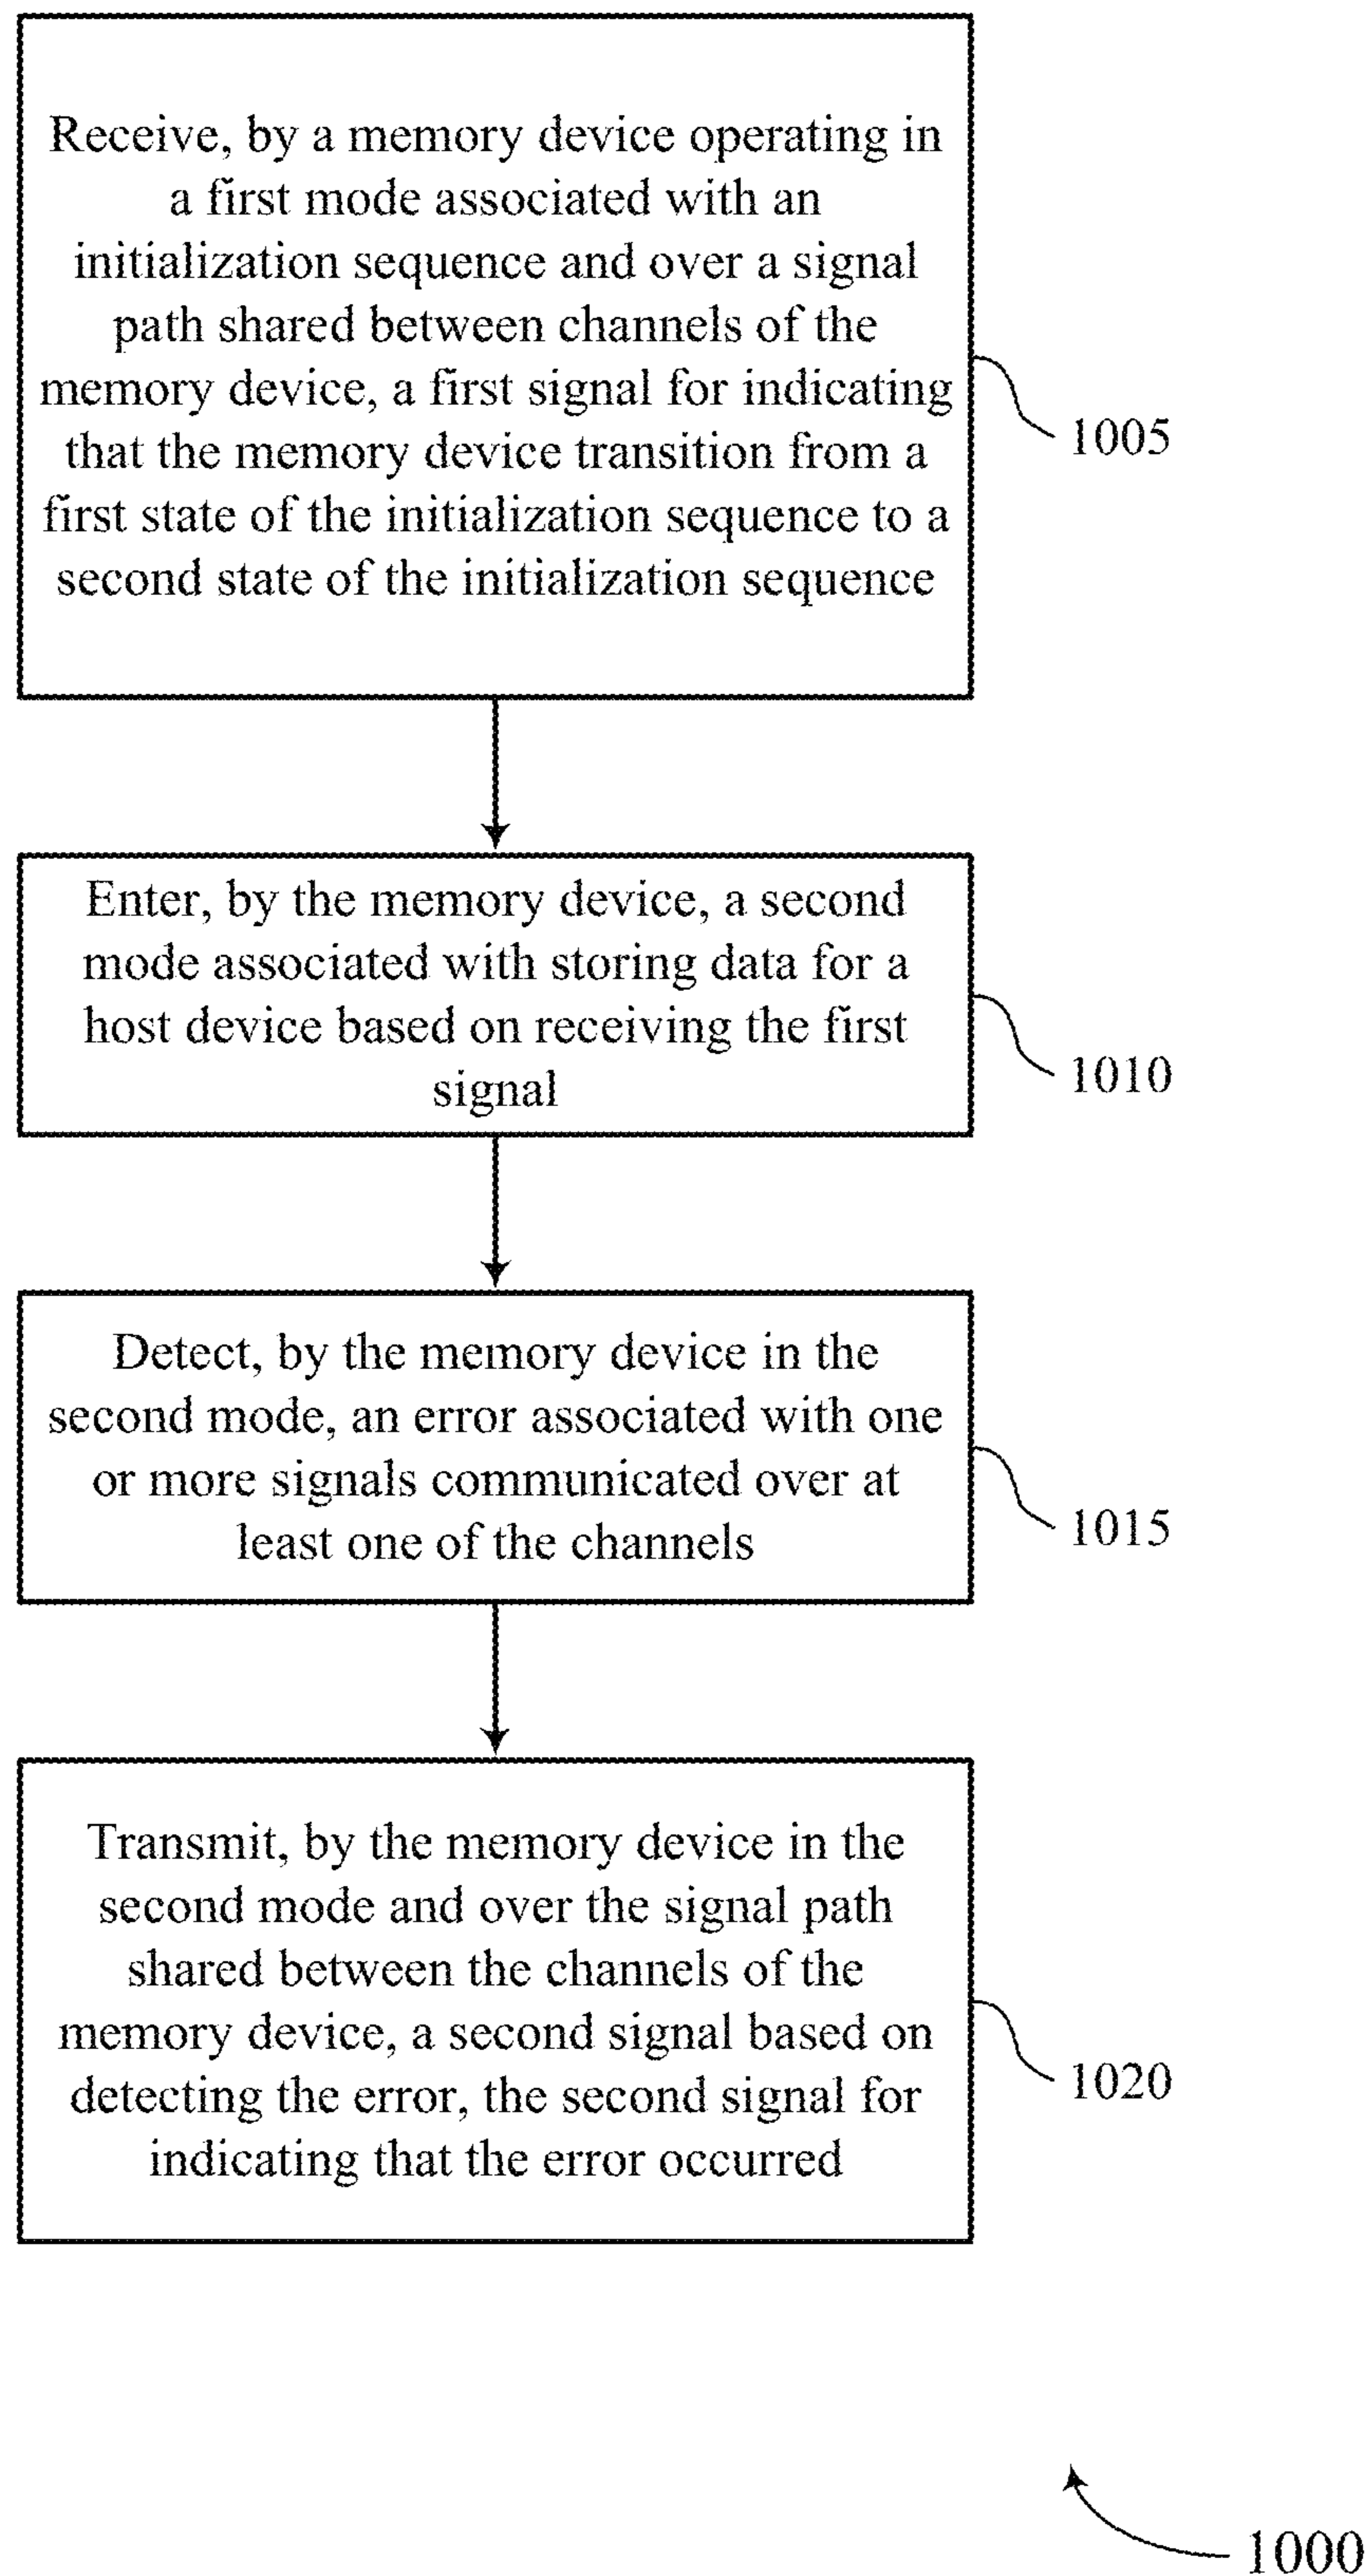 Receive, by a memory device operating in
a first mode associated with an
initialization sequence and over a signal
path shared between channels of the
memory device, a first signal for indicating
that the memory device transition from a
first state of the initialization sequence to a
second state of the initialization sequence
1005
Enter, by the memory device, a second
mode associated with storing data for a
host device based on receiving the first
signal
1010
Detect, by the memory device in the
second mode, an error associated with one
or more signals communicated over at
least one of the channels
1015
Transmit, by the memory device in the
second mode and over the signal path
shared between the channels of the
memory device, a second signal based on
detecting the error, the second signal for
indicating that the error occurred
1020
1000